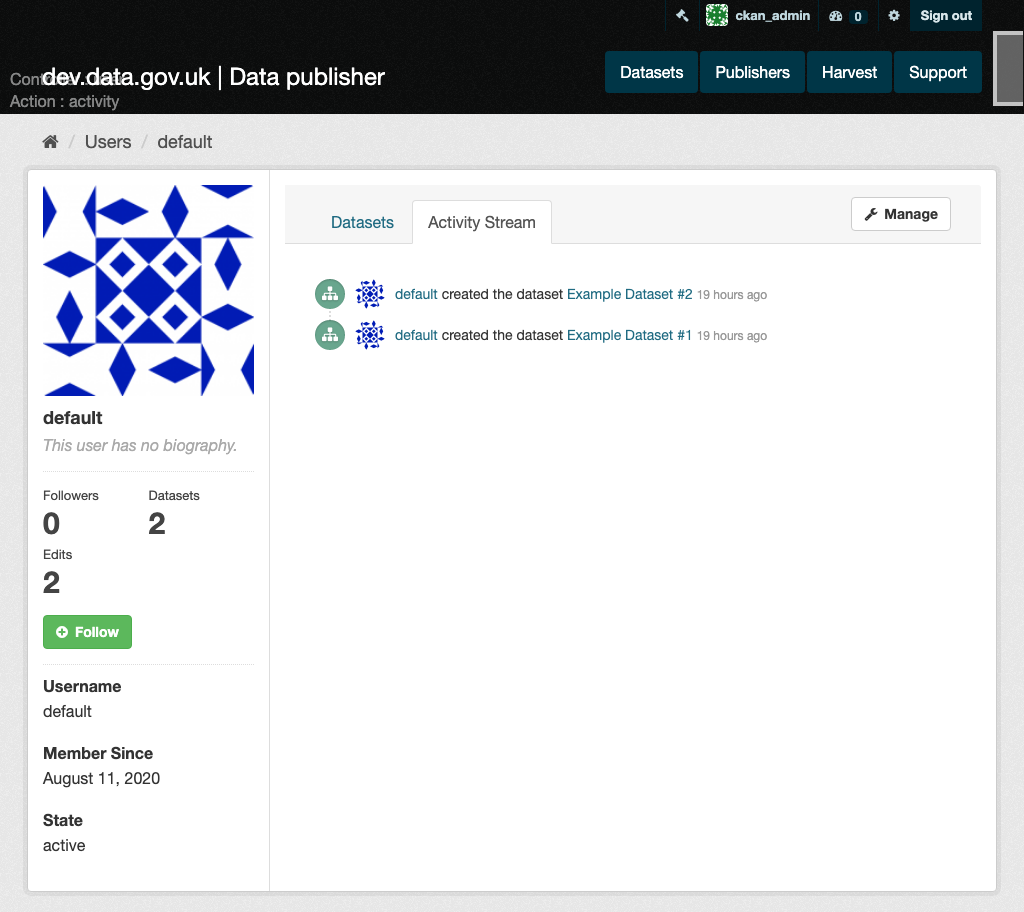 ckan_admin 0 Sign out
dev.data.gov.uk | Data publisher
Action : activity
Datasets Publishers Harvest Support
/ Users / default
default
This user has no biography.
Followers Datasets
0 2
Edits
2
Follow
Username
default
Member Since
August 11, 2020
State
active
Datasets Activity Stream Manage
default created the dataset Example Dataset #2 19 hours ago
default created the dataset Example Dataset #1 19 hours ago